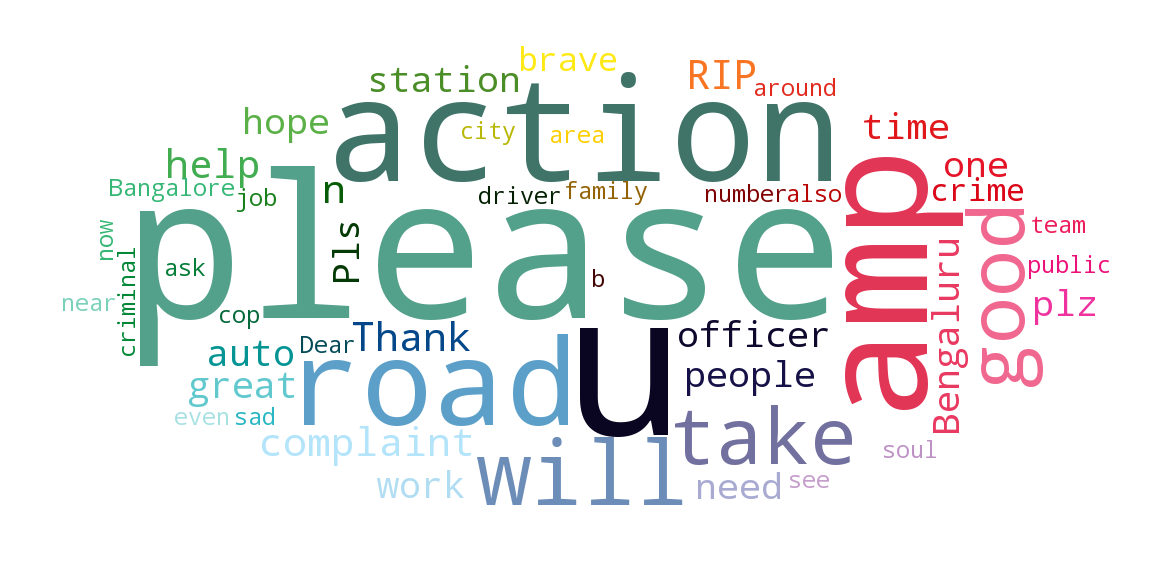 brave
station
RIP
around
action
hope
city
area
time
help
one
Bangalore
job
n
driver
family
number
also
crime
please
amp
now
criminal
ask
Pls
b
good
team
public
near
cop
Bengaluru
plz
auto
Dear
Thank
road
u
officer
great
people
even
sad
complaint
take
will
soul
work
need
see